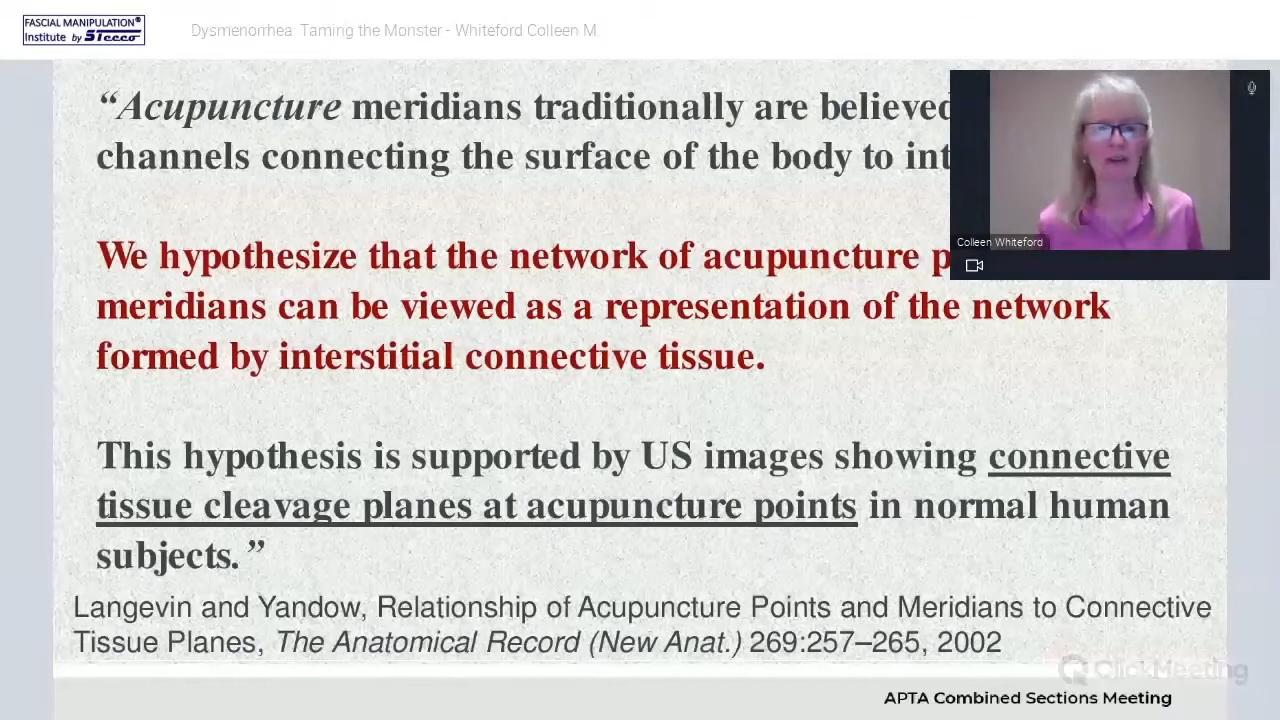 FASCIAL MANIPULATION®
Institute by Stecco
Dysmenorrhea: Taming the Monster - Whiteford Colleen M.
“Acupuncture meridians traditionally are believed
channels connecting the surface of the body to int
We hypothesize that the network of acupuncture p
meridians can be viewed as a representation of the network
formed by interstitial connective tissue.
This hypothesis is supported by US images showing connective
tissue cleavage planes at acupuncture points in normal human
subjects.”
Langevin and Yandow, Relationship of Acupuncture Points and Meridians to Connective
Tissue Planes, The Anatomical Record (New Anat.) 269:257–265, 2002
Colleen Whiteford
ClickMeeting
APTA Combined Sections Meeting